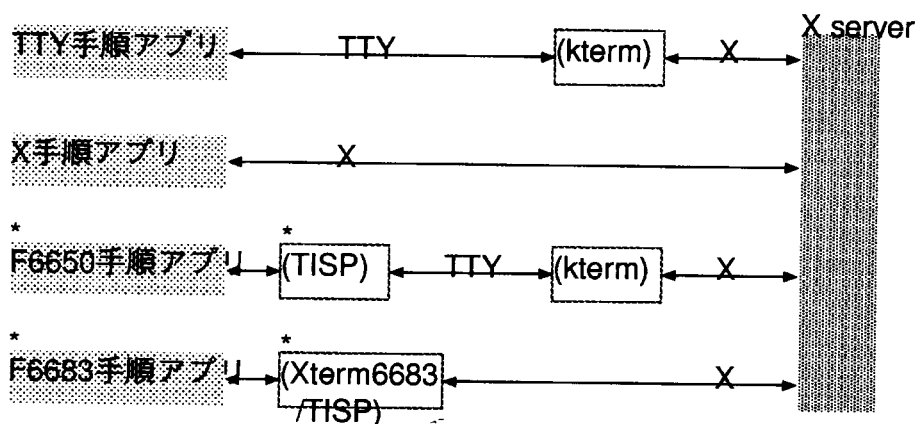 X server
TTY手順アプリ TTY (kterm) X
X手順アプリ X
* *
F6650手順アプリ (TISP) TTY (kterm) X
* *
F6683手順アプリ (Xterm6683 X
/TISP)